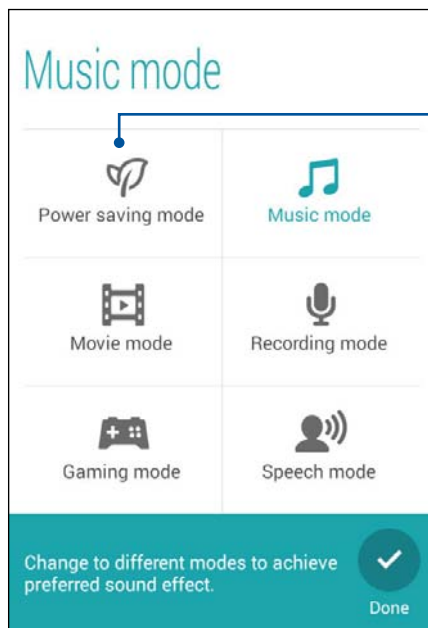 Music mode
Power saving mode
Music mode
Movie mode
Recording mode
Gaming mode
Speech mode
Change to different modes to achieve
preferred sound effect.
Done